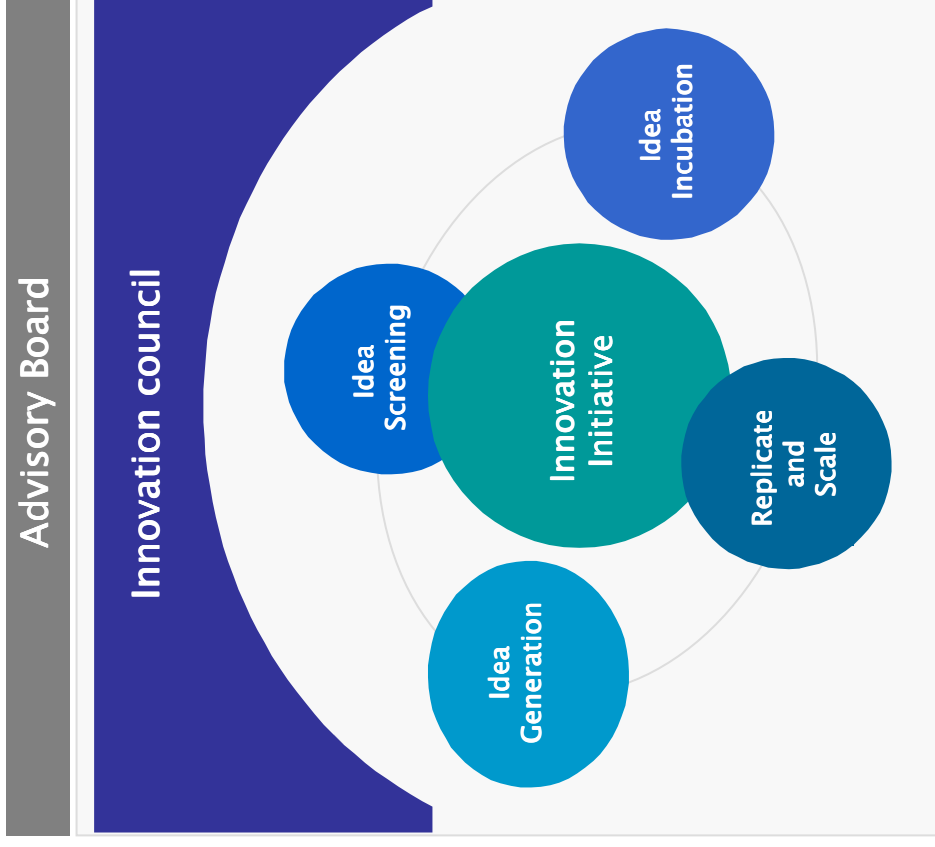 Advisory Board
Innovation council
Idea
Screening
Innovation
Initiative
Idea
Generation
Idea
Incubation
Replicate
and
Scale